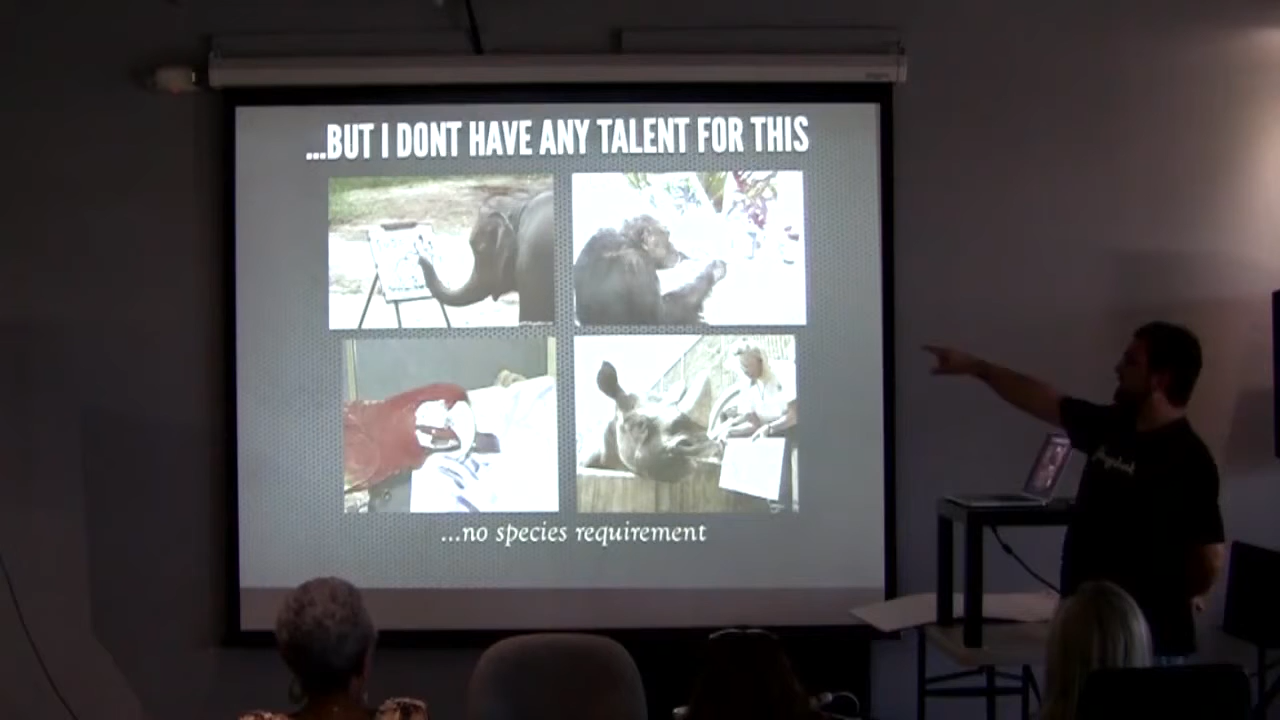 ...BUT I DONT HAVE ANY TALENT FOR THIS
...no species requirement